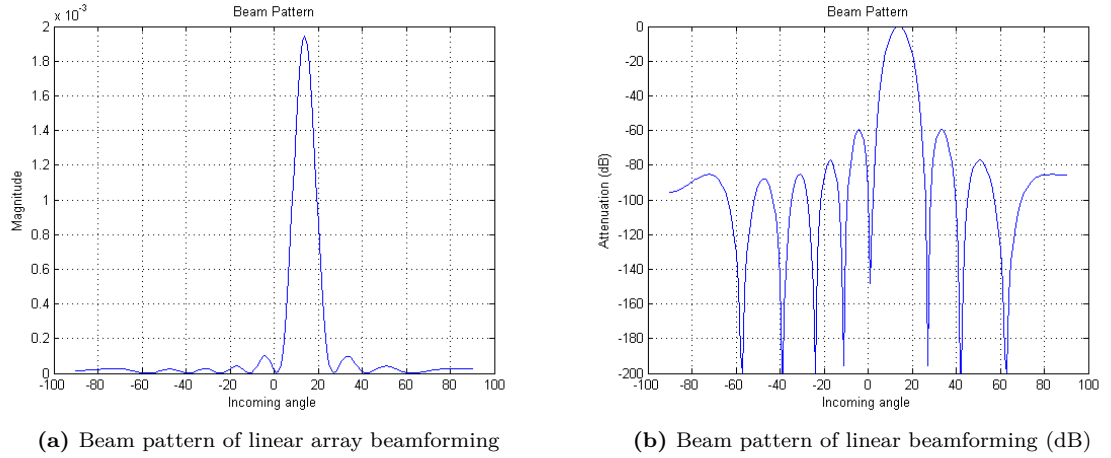 Beam Pattern
x 10^-3
2
1.8
1.6
1.4
1.2
1
0.8
0.6
0.4
0.2
0
Magnitude
-100 -80 -60 -40 -20 0 20 40 60 80 100
Incoming angle
(a) Beam pattern of linear array beamforming
Beam Pattern
0
-20
-40
-60
-80
-100
-120
-140
-160
-180
-200
Attenuation (dB)
-100 -80 -60 -40 -20 0 20 40 60 80 100
Incoming angle
(b) Beam pattern of linear beamforming (dB)